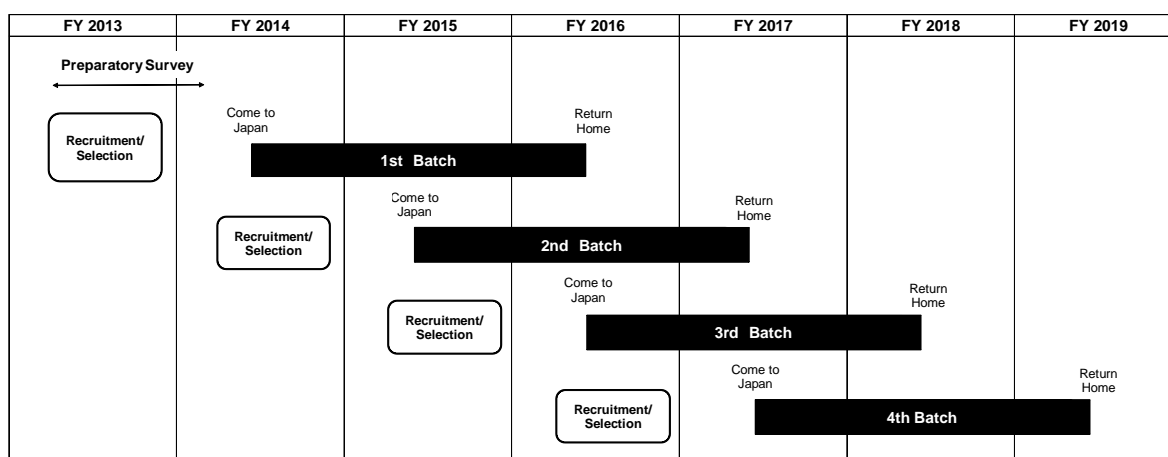 FY 2013 FY 2014 FY 2015 FY 2016 FY 2017 FY 2018 FY 2019
Preparatory Survey
Recruitment/
Selection
Come to
Japan
Return
Home
1st Batch
Recruitment/
Selection
Come to
Japan
Return
Home
2nd Batch
Recruitment/
Selection
Come to
Japan
Return
Home
3rd Batch
Recruitment/
Selection
Come to
Japan
Return
Home
4th Batch